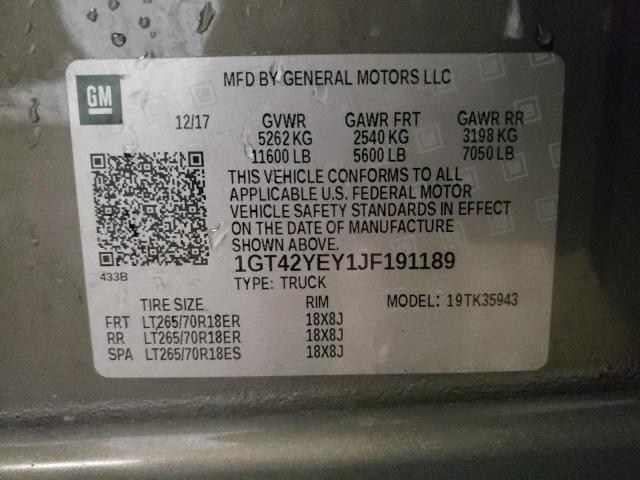 GM
MFD BY GENERAL MOTORS LLC
12/17 GVWR GAWR FRT GAWR RR
5262 KG 2540 KG 3198 KG
11600 LB 5600 LB 7050 LB
THIS VEHICLE CONFORMS TO ALL
APPLICABLE U.S. FEDERAL MOTOR
VEHICLE SAFETY STANDARDS IN EFFECT
ON THE DATE OF MANUFACTURE
SHOWN ABOVE.
433B
1GT42YEY1JF191189
TYPE: TRUCK
TIRE SIZE RIM MODEL: 19TK35943
FRT LT265/70R18ER 18X8J
RR LT265/70R18ER 18X8J
SPA LT265/70R18ES 18X8J